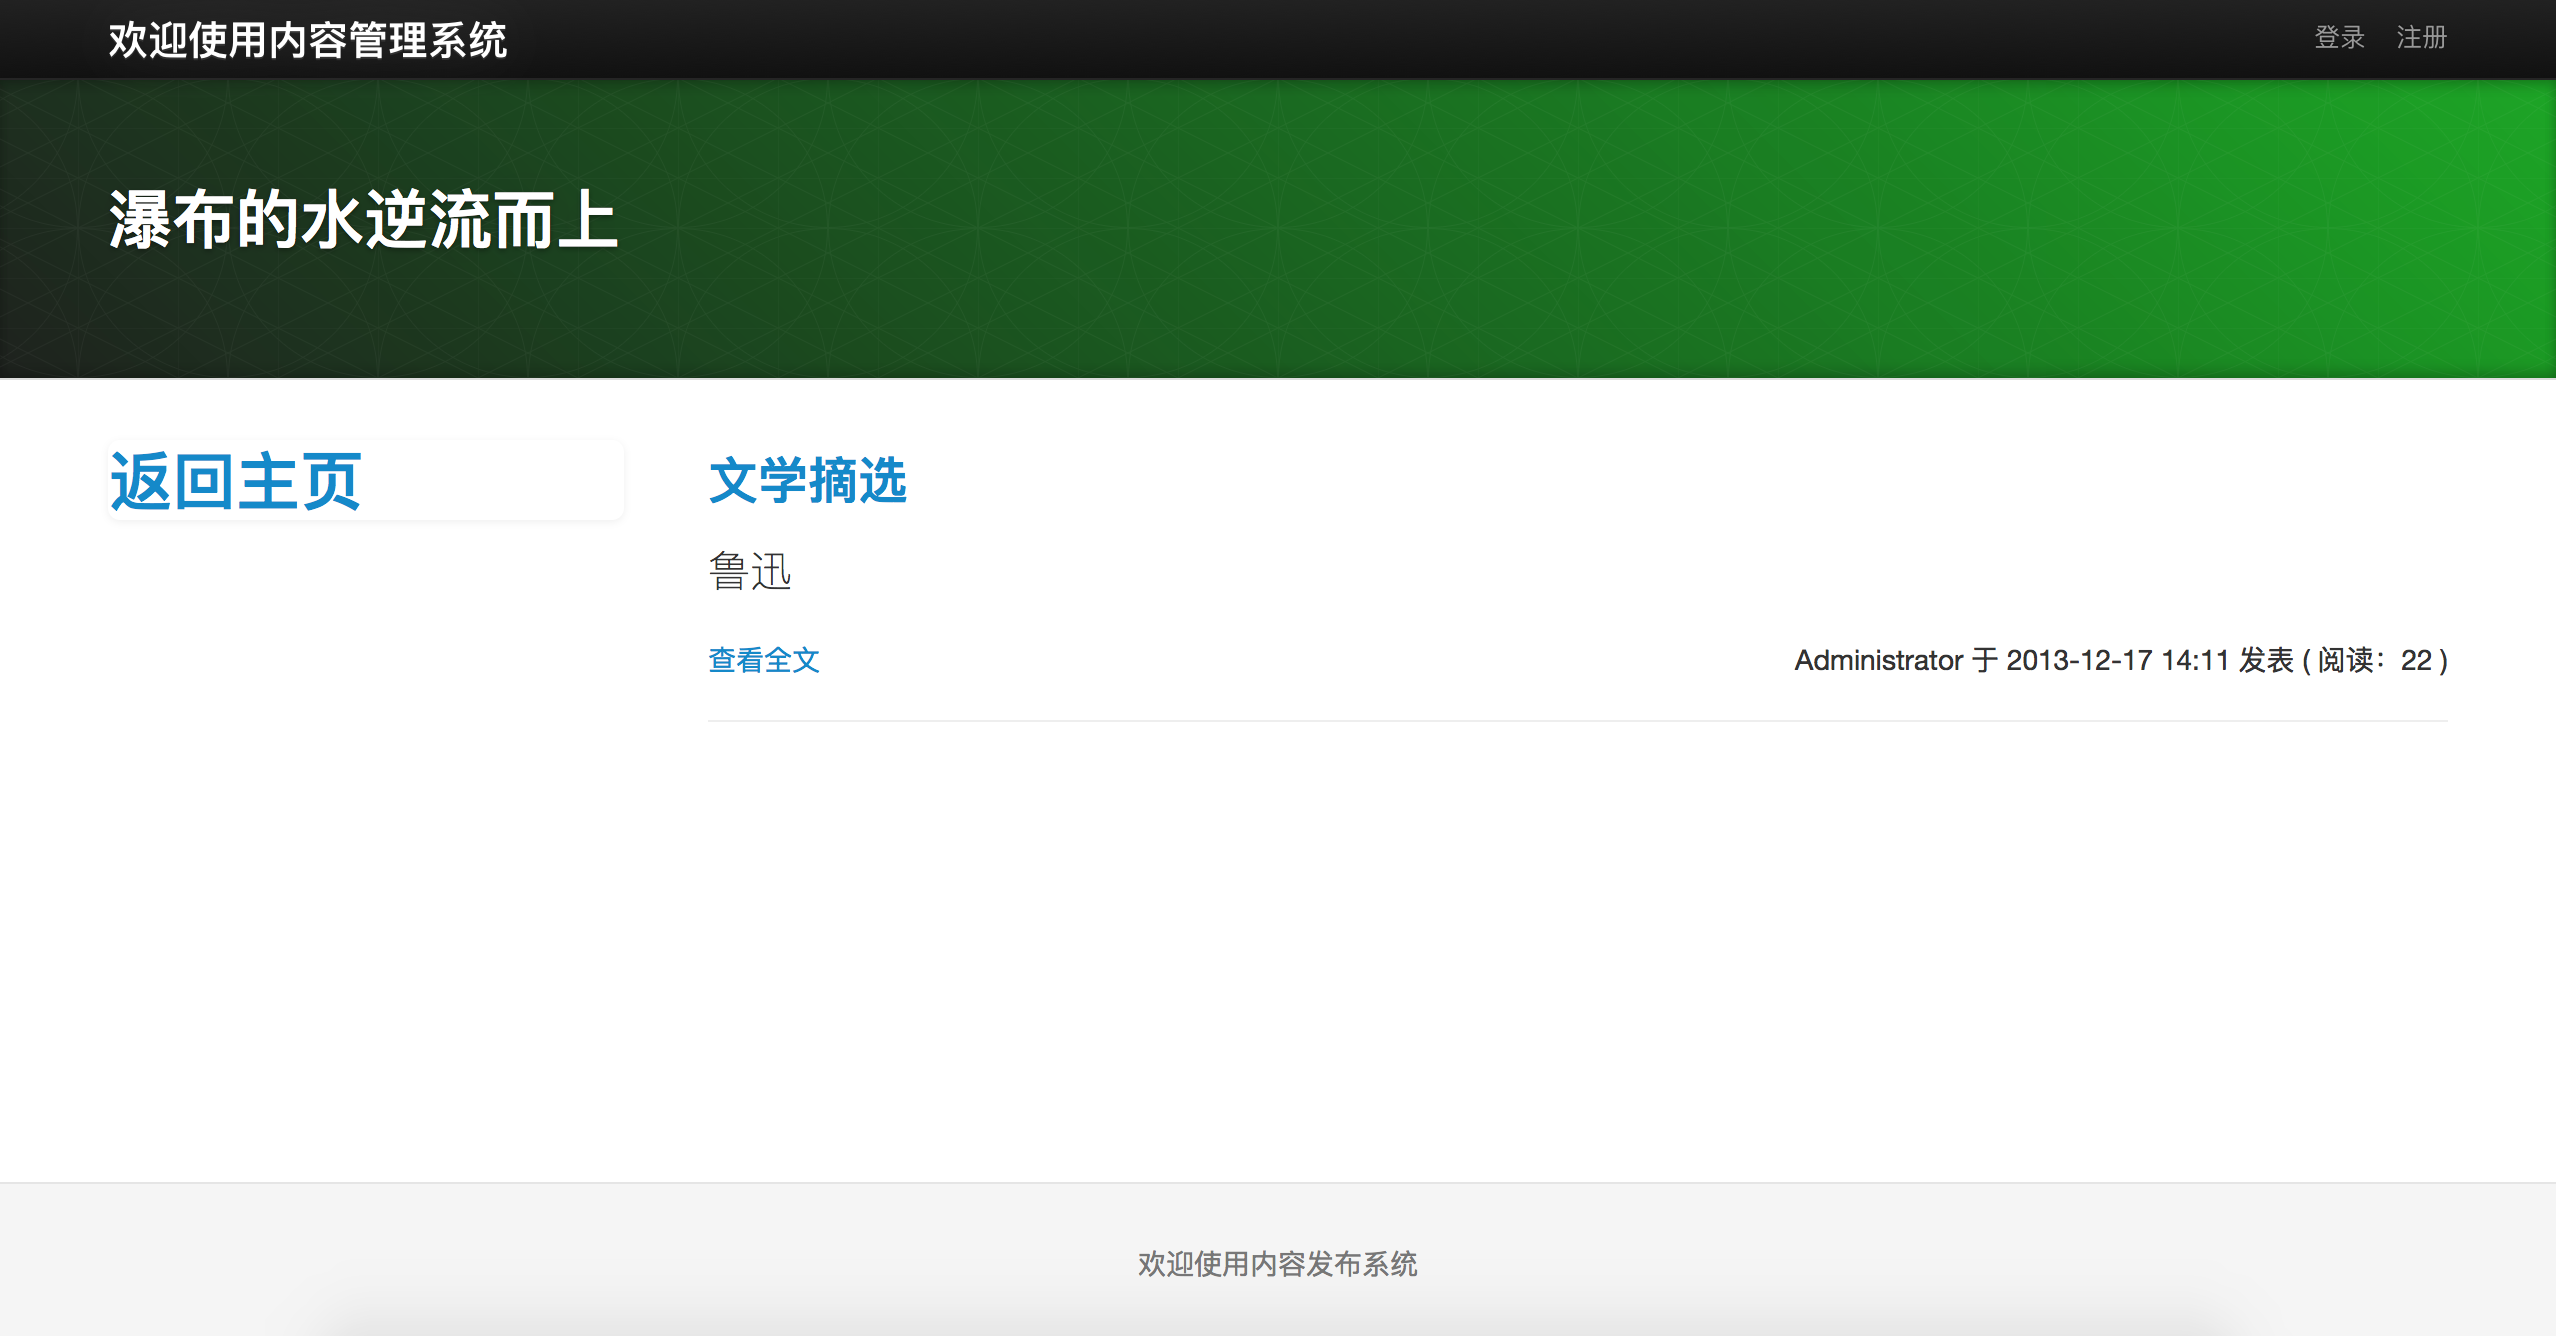 欢迎使用内容管理系统
登录 注册
瀑布的水逆流而上
返回主页
文学摘选
鲁迅
查看全文
Administrator 于 2013-12-17 14:11 发表 ( 阅读：22 )
欢迎使用内容发布系统